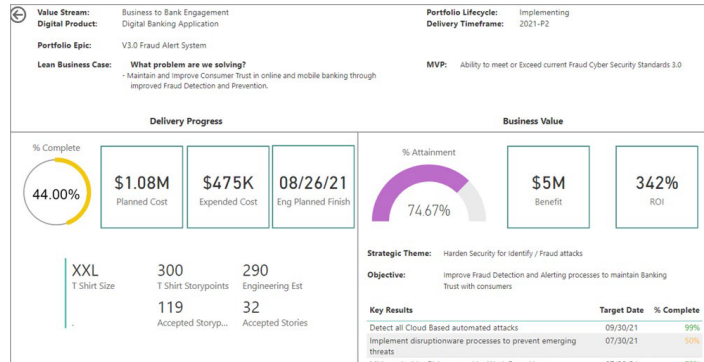 Value Stream: Business to Bank Engagement
Portfolio Lifecycle: Implementing
Digital Product: Digital Banking Application
Delivery Timeframe: 2021-P2
Portfolio Epic: V3.0 Fraud Alert System
Lean Business Case: What problem are we solving?
- Maintain and Improve Consumer Trust in online and mobile banking through
improved Fraud Detection and Prevention.
MVP: Ability to meet or Exceed current Fraud Cyber Security Standards 3.0
Delivery Progress
% Complete
44.00%
$1.08M
Planned Cost
$475K
Expended Cost
08/26/21
Eng Planned Finish
XXL
T Shirt Size
300
T Shirt Storypoints
290
Engineering Est
.
119
Accepted Storyp...
32
Accepted Stories
Business Value
% Attainment
74.67%
$5M
Benefit
342%
ROI
Strategic Theme: Harden Security for Identify / Fraud attacks
Objective: Improve Fraud Detection and Alerting processes to maintain Banking
Trust with consumers
Key Results Target Date % Complete
Detect all Cloud Based automated attacks 09/30/21 99%
Implement disruptionware processes to prevent emerging 07/30/21 50%
threats